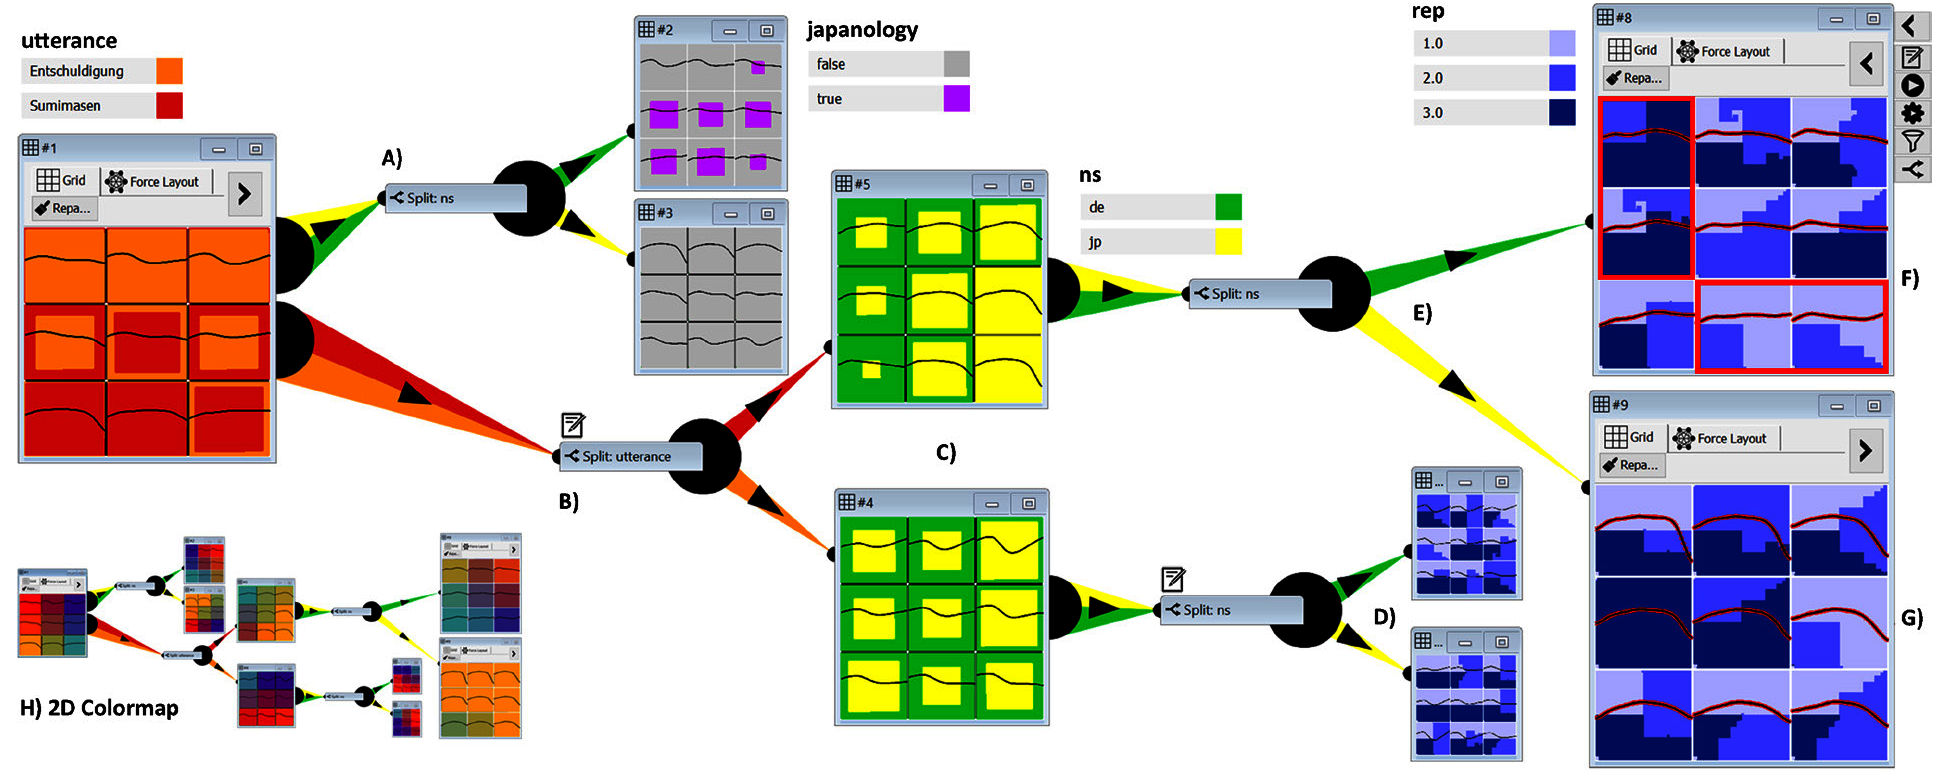 utterance
Entschuldigung
Sumimasen
#1
Grid
Force Layout
Repa...
A)
Split: ns
#2
#3
japanology
false
true
B)
Split: utterance
#5
C)
#4
ns
de
jp
Split: ns
E)
Split: ns
D)
...
...
rep
1.0
2.0
3.0
#8
Grid
Force Layout
Repa...
F)
#9
Grid
Force Layout
Repa...
G)
H) 2D Colormap